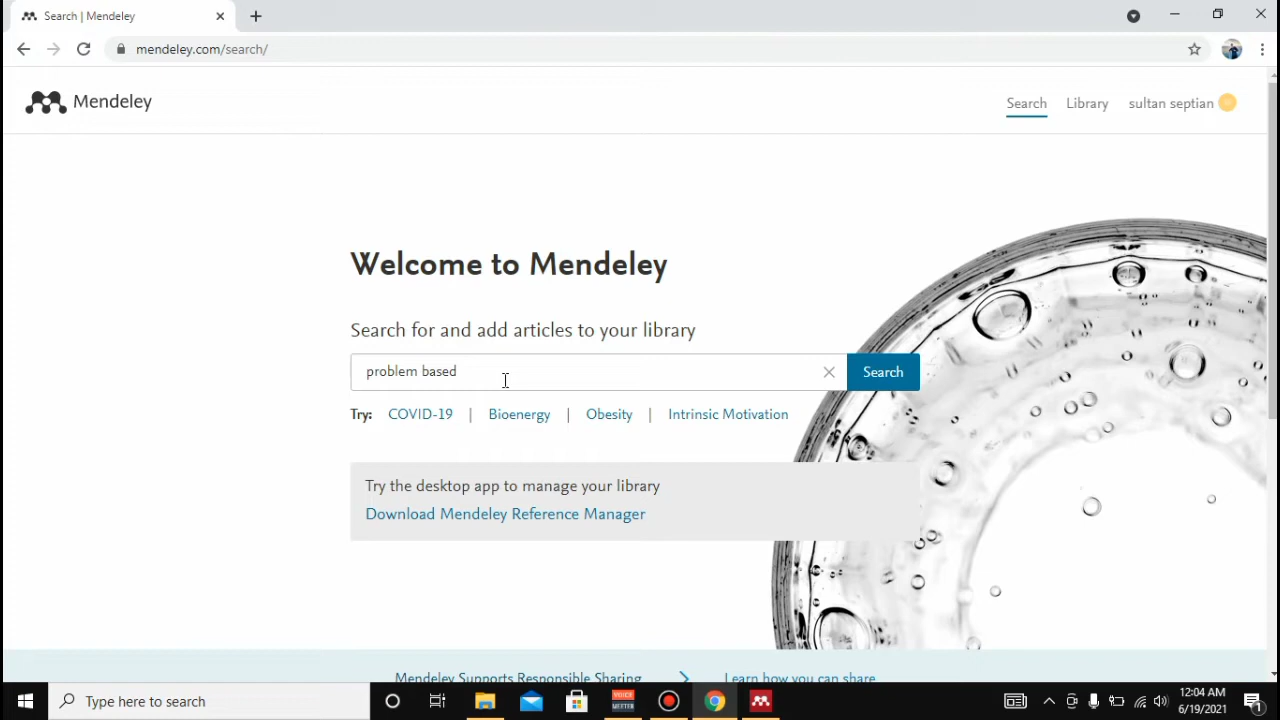 Search | Mendeley
mendeley.com/search/
Mendeley
Search Library sultan septian
Welcome to Mendeley
Search for and add articles to your library
problem based
Search
Try: COVID-19 | Bioenergy | Obesity | Intrinsic Motivation
Try the desktop app to manage your library
Download Mendeley Reference Manager
Mendeley Supports Responsible Sharing
Learn how you can share
Type here to search
VOICE
MEETER
12:04 AM
6/19/2021
1